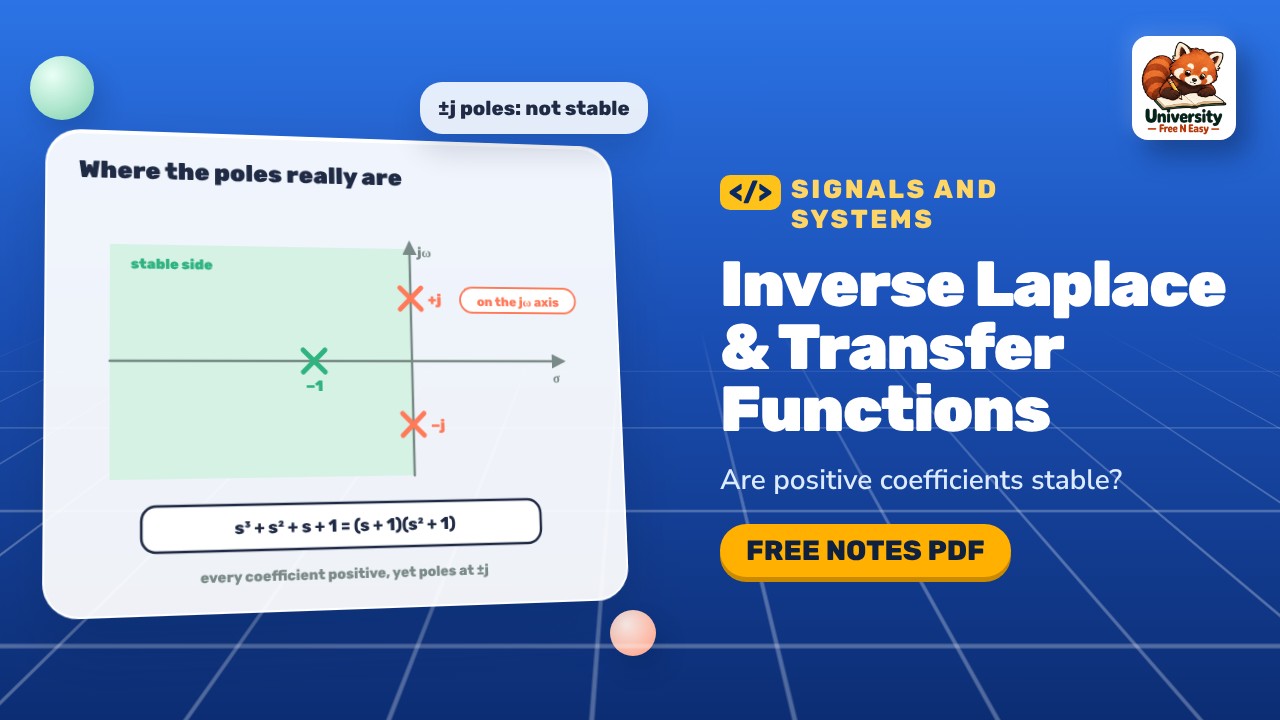 ±j poles: not stable
Where the poles really are
stable side
jω
+j
on the jω axis
−1
σ
−j
s³ + s² + s + 1 = (s + 1)(s² + 1)
every coefficient positive, yet poles at ±j
University
Free N Easy
</>
SIGNALS AND
SYSTEMS
Inverse Laplace
& Transfer
Functions
Are positive coefficients stable?
FREE NOTES PDF